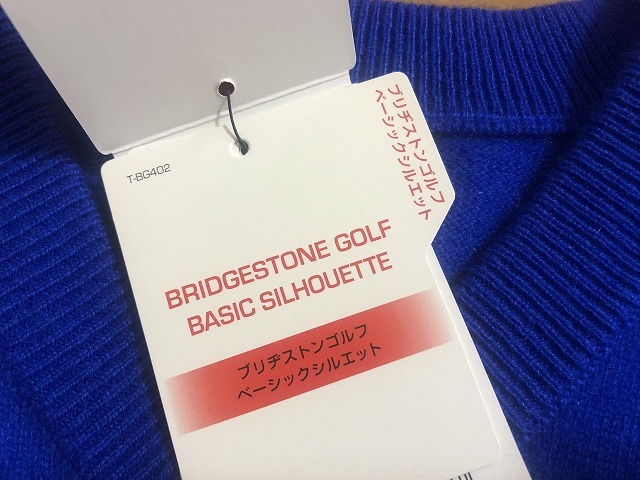 T-BG402
ブリヂストンゴルフ
ベーシックシルエット
BRIDGESTONE GOLF
BASIC SILHOUETTE
ブリヂストンゴルフ
ベーシックシルエット